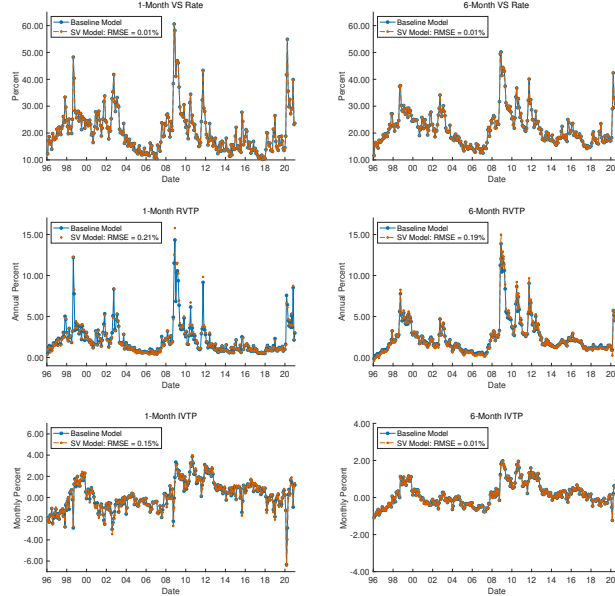 1-Month VS Rate
Baseline Model
SV Model: RMSE = 0.01%
Percent
60.00
50.00
40.00
30.00
20.00
10.00
96 98 00 02 04 06 08 10 12 14 16 18 20
Date
6-Month VS Rate
Baseline Model
SV Model: RMSE = 0.01%
Percent
60.00
50.00
40.00
30.00
20.00
10.00
96 98 00 02 04 06 08 10 12 14 16 18 20
Date
1-Month RVTP
Baseline Model
SV Model: RMSE = 0.21%
Annual Percent
15.00
10.00
5.00
0.00
96 98 00 02 04 06 08 10 12 14 16 18 20
Date
6-Month RVTP
Baseline Model
SV Model: RMSE = 0.19%
Annual Percent
15.00
10.00
5.00
0.00
96 98 00 02 04 06 08 10 12 14 16 18 20
Date
1-Month IVTP
Baseline Model
SV Model: RMSE = 0.15%
Monthly Percent
6.00
4.00
2.00
0.00
-2.00
-4.00
-6.00
96 98 00 02 04 06 08 10 12 14 16 18 20
Date
6-Month IVTP
Baseline Model
SV Model: RMSE = 0.01%
Monthly Percent
4.00
2.00
0.00
-2.00
-4.00
96 98 00 02 04 06 08 10 12 14 16 18 20
Date